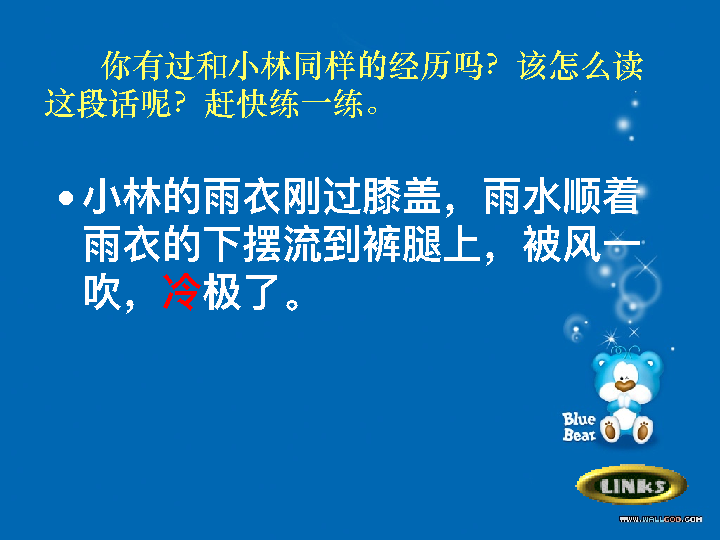 你有过和小林同样的经历吗？该怎么读
这段话呢？赶快练一练。
•小林的雨衣刚过膝盖，雨水顺着
雨衣的下摆流到裤腿上，被风一
吹，冷极了。
Blue
Bear
LINKS
WWW.WALLCOO.COM